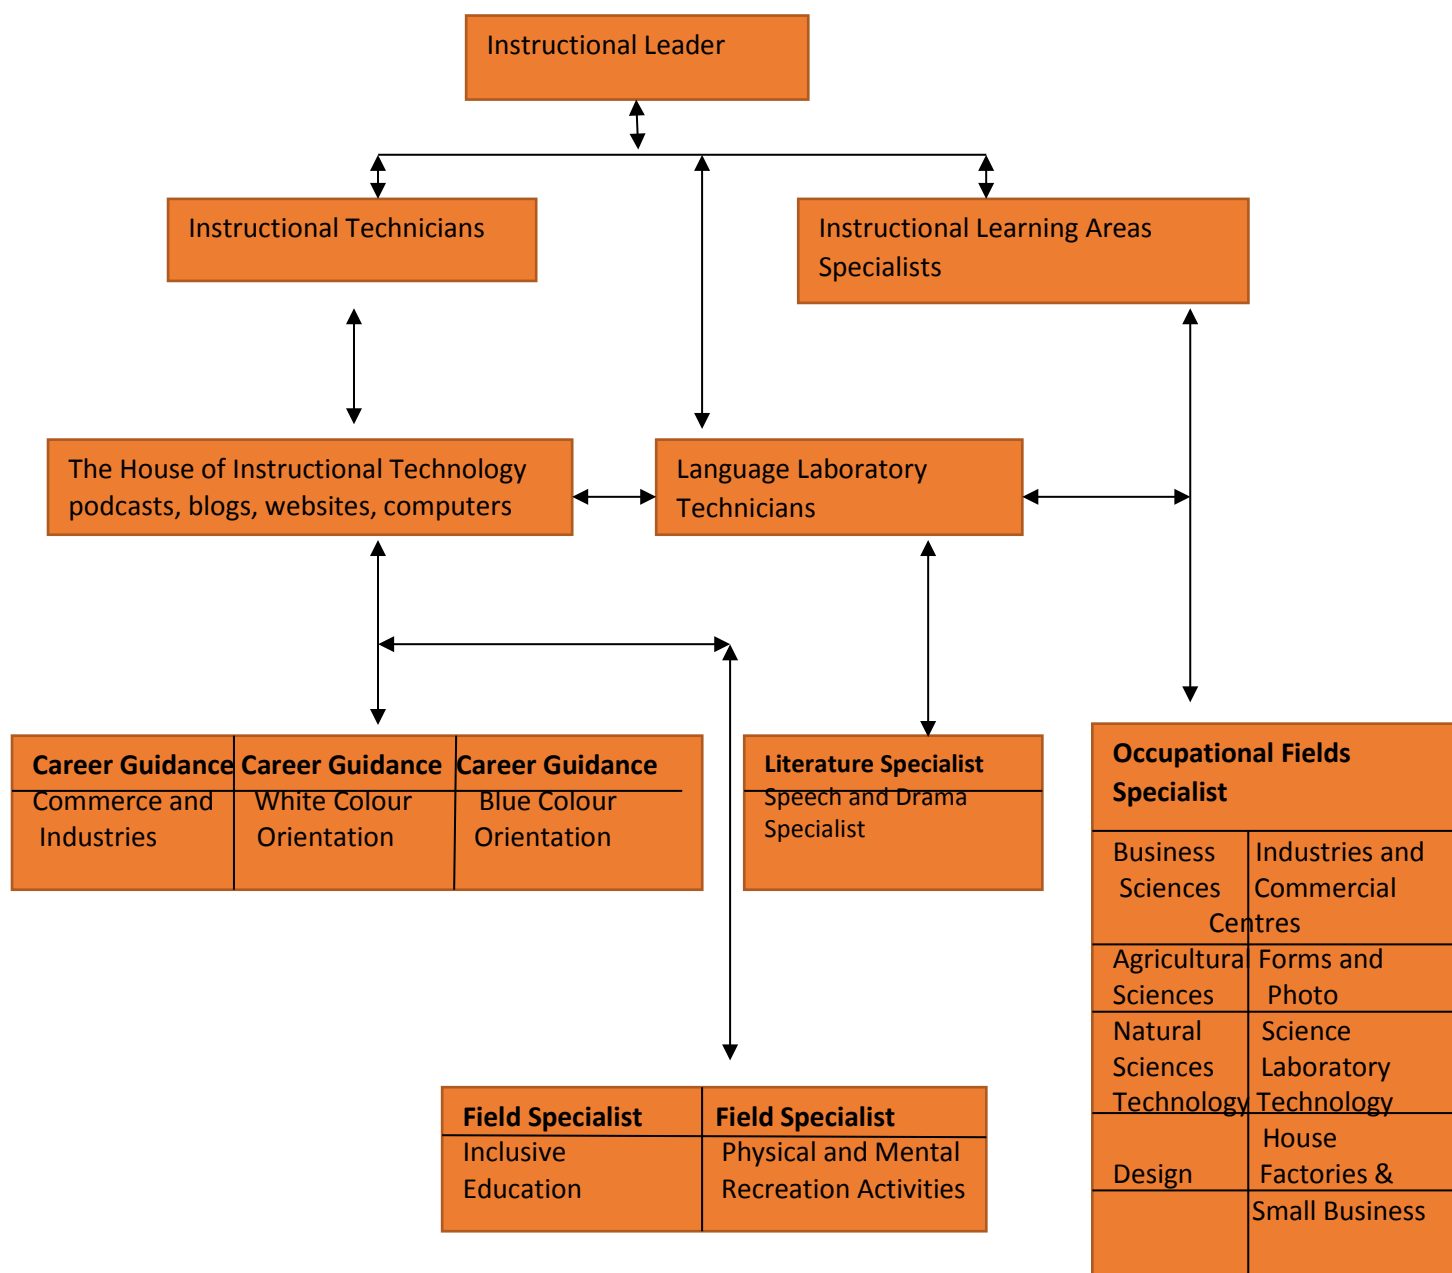 Instructional Leader
Instructional Technicians
Instructional Learning Areas
Specialists
The House of Instructional Technology
podcasts, blogs, websites, computers
Language Laboratory
Technicians
Career Guidance Career Guidance Career Guidance
Commerce and White Colour Blue Colour
Industries Orientation Orientation
Literature Specialist
Speech and Drama
Specialist
Occupational Fields
Specialist
Business Industries and
Sciences Commercial
Centres
Agricultural Forms and
Sciences Photo
Natural Science
Sciences Laboratory
Technology Technology
House
Design Factories &
Small Business
Field Specialist Field Specialist
Inclusive Physical and Mental
Education Recreation Activities